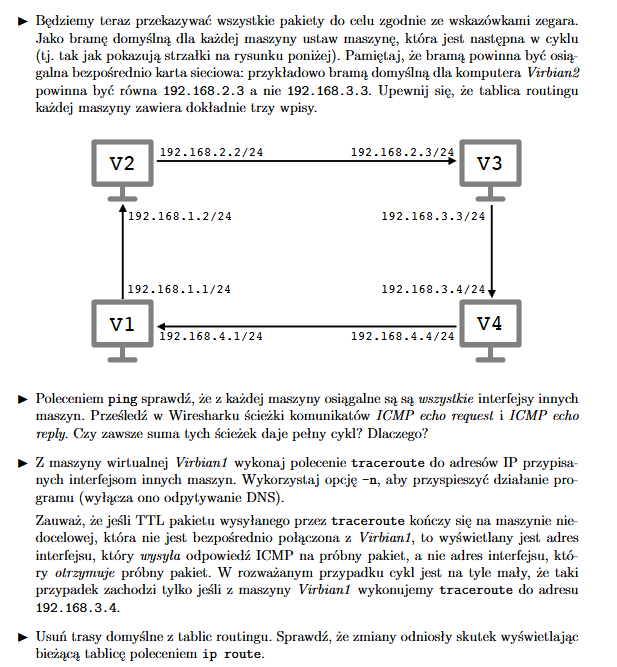 ▶ Będziemy teraz przekazywać wszystkie pakiety do celu zgodnie ze wskazówkami zegara.
Jako bramę domyślną dla każdej maszyny ustaw maszynę, która jest następna w cyklu
(tj. tak jak pokazują strzałki na rysunku poniżej). Pamiętaj, że bramą powinna być osią-
galna bezpośrednio karta sieciowa: przykładowo bramą domyślną dla komputera Virbian2
powinna być równa 192.168.2.3 a nie 192.168.3.3. Upewnij się, że tablica routingu
każdej maszyny zawiera dokładnie trzy wpisy.
192.168.2.2/24 192.168.2.3/24
V2 V3
192.168.1.2/24 192.168.3.3/24
192.168.1.1/24 192.168.3.4/24
V1 V4
192.168.4.1/24 192.168.4.4/24
▶ Poleceniem ping sprawdź, że z każdej maszyny osiągalne są są wszystkie interfejsy innych
maszyn. Prześledź w Wiresharku ścieżki komunikatów ICMP echo request i ICMP echo
reply. Czy zawsze suma tych ścieżek daje pełny cykl? Dlaczego?
▶ Z maszyny wirtualnej Virbian1 wykonaj polecenie traceroute do adresów IP przypisa-
nych interfejsom innych maszyn. Wykorzystaj opcję -n, aby przyspieszyć działanie pro-
gramu (wyłącza ono odpytywanie DNS).
Zauważ, że jeśli TTL pakietu wysyłanego przez traceroute kończy się na maszynie nie-
docelowej, która nie jest bezpośrednio połączona z Virbian1, to wyświetlany jest adres
interfejsu, który wysyła odpowiedź ICMP na próbny pakiet, a nie adres interfejsu, któ-
ry otrzymuje próbny pakiet. W rozważanym przypadku cykl jest na tyle mały, że taki
przypadek zachodzi tylko jeśli z maszyny Virbian1 wykonujemy traceroute do adresu
192.168.3.4.
▶ Usuń trasy domyślne z tablic routingu. Sprawdź, że zmiany odniosły skutek wyświetlając
bieżącą tablicę poleceniem ip route.